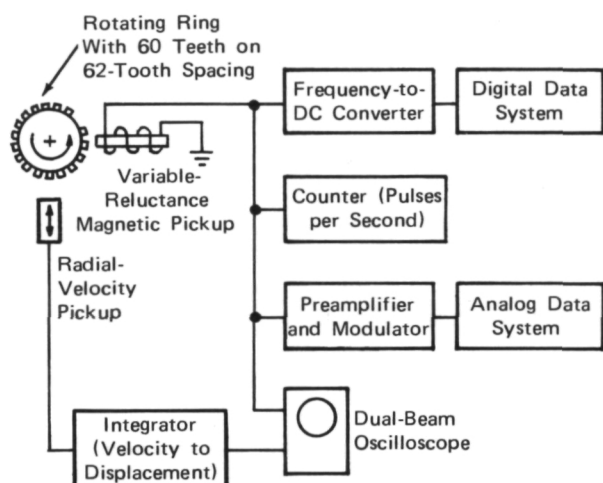 Rotating Ring
With 60 Teeth on
62-Tooth Spacing
Frequency-to-
DC Converter
Digital Data
System
Variable-
Reluctance
Magnetic Pickup
Counter (Pulses
per Second)
Radial-
Velocity
Pickup
Preamplifier
and Modulator
Analog Data
System
Integrator
(Velocity to
Displacement)
Dual-Beam
Oscilloscope